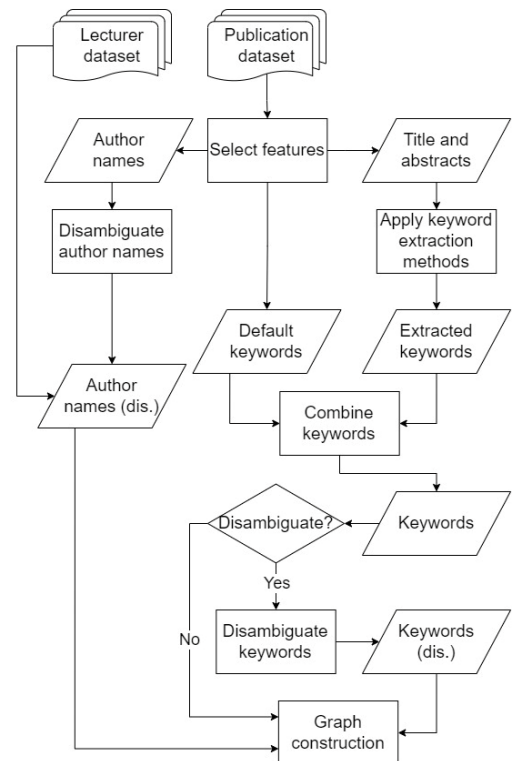 Lecturer
dataset
Publication
dataset
Author
names
Select features
Title and
abstracts
Disambiguate
author names
Apply keyword
extraction
methods
Default
keywords
Extracted
keywords
Author
names (dis.)
Combine
keywords
Disambiguate?
Keywords
Yes
No
Disambiguate
keywords
Keywords
(dis.)
Graph
construction